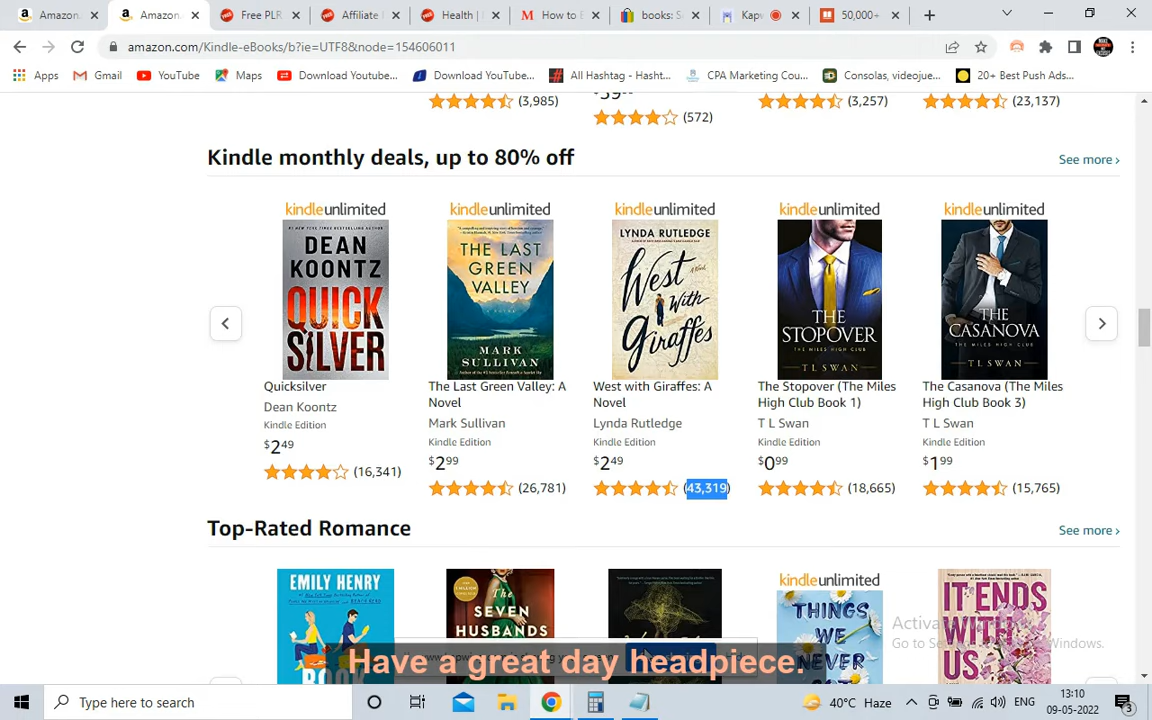 Amazon.
Amazon.
Free PLR
Affiliate
Health |
How to E
books: S
Kapw
50,000+
amazon.com/Kindle-eBooks/b?ie=UTF8&node=154606011
Apps
Gmail
YouTube
Maps
Download Youtube...
Download YouTube...
All Hashtag - Hasht...
CPA Marketing Cou...
Consolas, videojue...
20+ Best Push Ads...
(3,985)
(572)
(3,257)
(23,137)
Kindle monthly deals, up to 80% off
See more ›
kindleunlimited
kindleunlimited
kindleunlimited
kindleunlimited
kindleunlimited
DEAN KOONTZ
QUICK
SILVER
THE LAST
GREEN
VALLEY
MARK
SULLIVAN
LYNDA RUTLEDGE
West
With
Giraffes
THE
STOPOVER
THE MILES HIGH CLUB
T L SWAN
THE
CASANOVA
THE MILES HIGH CLUB
T L SWAN
Quicksilver
Dean Koontz
Kindle Edition
$2 49
(16,341)
The Last Green Valley: A
Novel
Mark Sullivan
Kindle Edition
$2 99
(26,781)
West with Giraffes: A
Novel
Lynda Rutledge
Kindle Edition
$2 49
(43,319)
The Stopover (The Miles
High Club Book 1)
T L Swan
Kindle Edition
$0 99
(18,665)
The Casanova (The Miles
High Club Book 3)
T L Swan
Kindle Edition
$1 99
(15,765)
Top-Rated Romance
See more ›
EMILY HENRY
The
SEVEN
HUSBANDS
kindleunlimited
THINGS
WE
NEVER
IT ENDS
WITH
US
Have a great day headpiece.
Type here to search
40°C Haze
ENG
13:10
09-05-2022
3